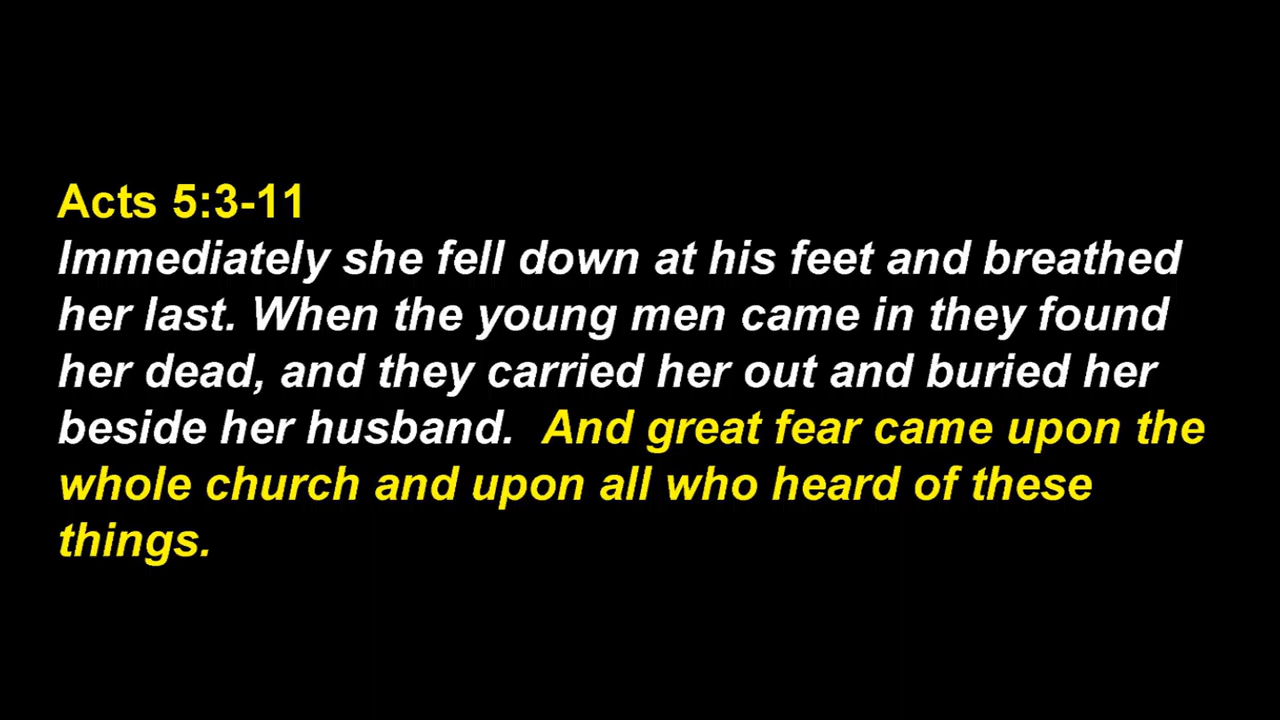 Acts 5:3-11
Immediately she fell down at his feet and breathed
her last. When the young men came in they found
her dead, and they carried her out and buried her
beside her husband.  And great fear came upon the
whole church and upon all who heard of these
things.